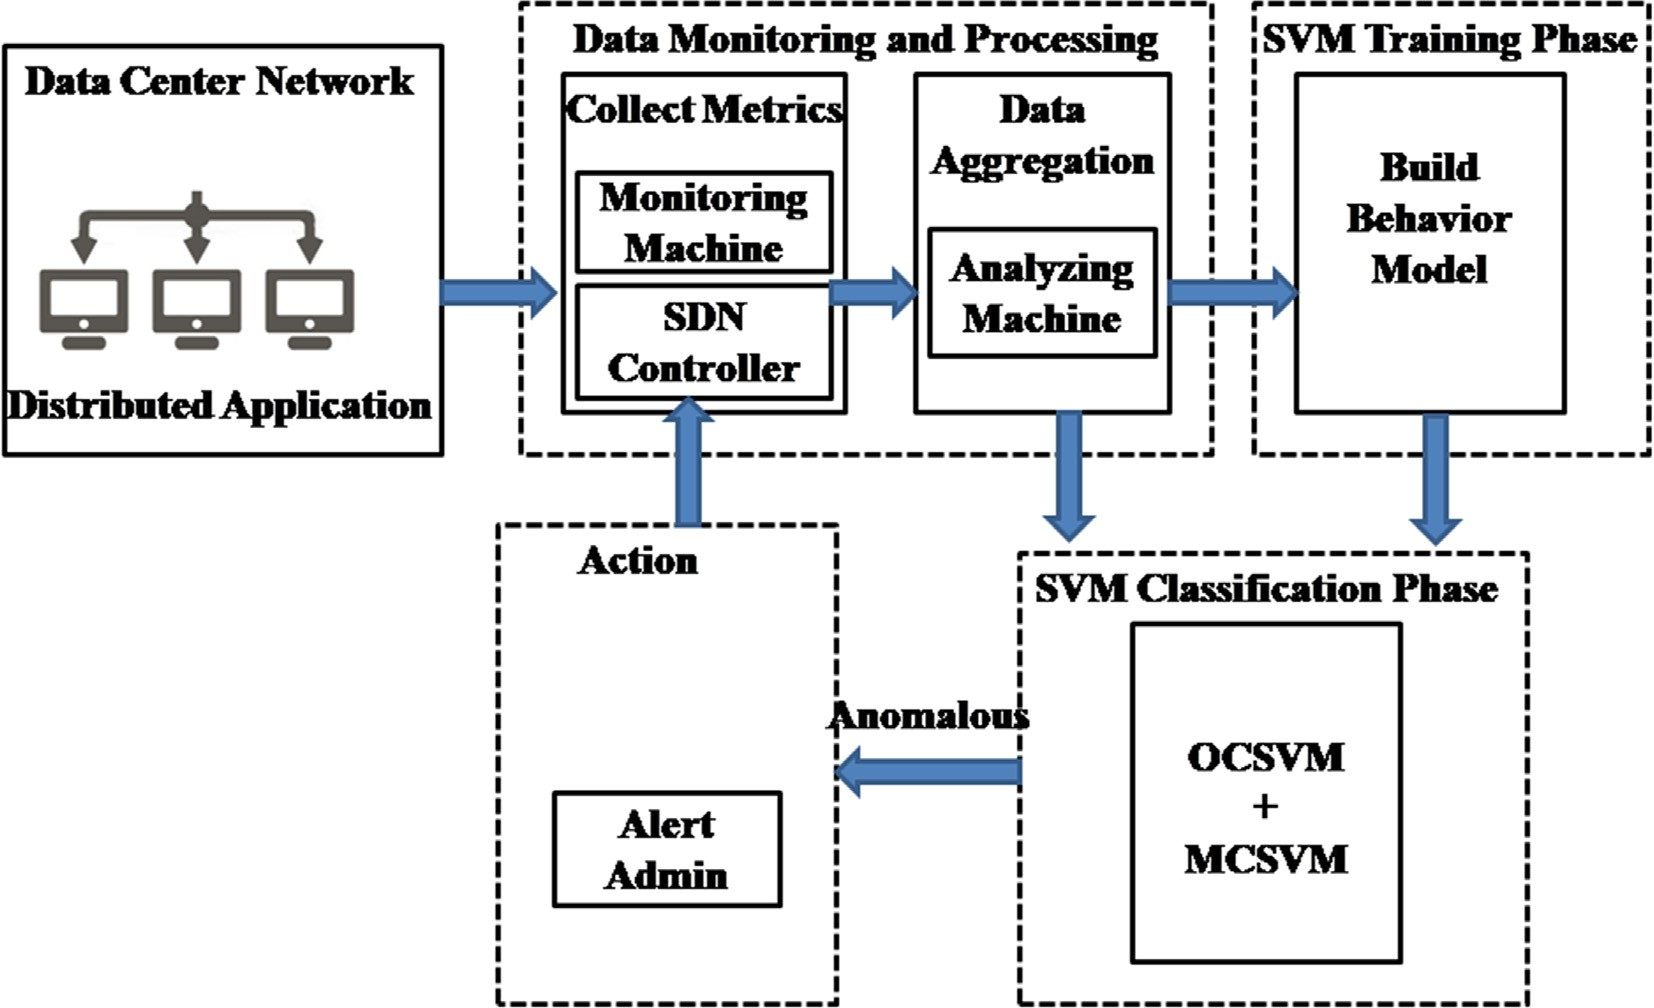 Data Center Network
Distributed Application
Data Monitoring and Processing
Collect Metrics
Monitoring
Machine
SDN
Controller
Data
Aggregation
Analyzing
Machine
SVM Training Phase
Build
Behavior
Model
Action
Alert
Admin
Anomalous
SVM Classification Phase
OCSVM
+
MCSVM